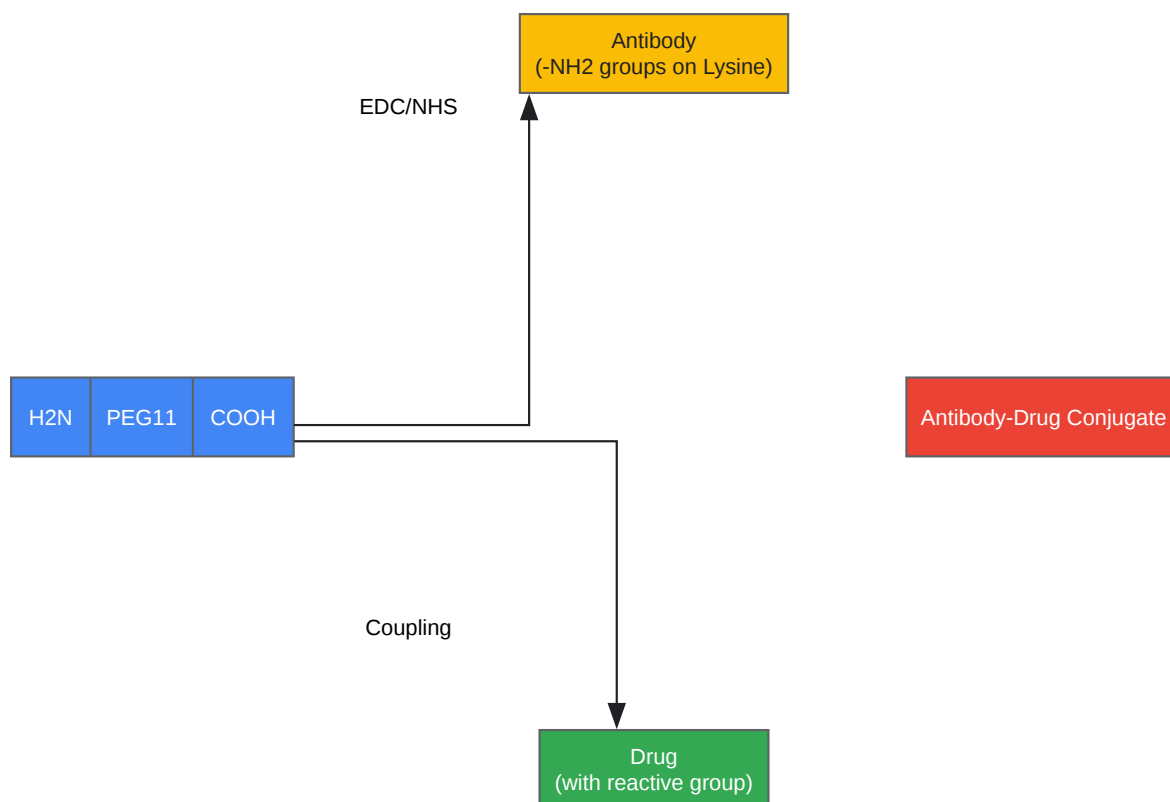 Antibody
(-NH2 groups on Lysine)
EDC/NHS
H2N
PEG11
COOH
Antibody-Drug Conjugate
Coupling
Drug
(with reactive group)